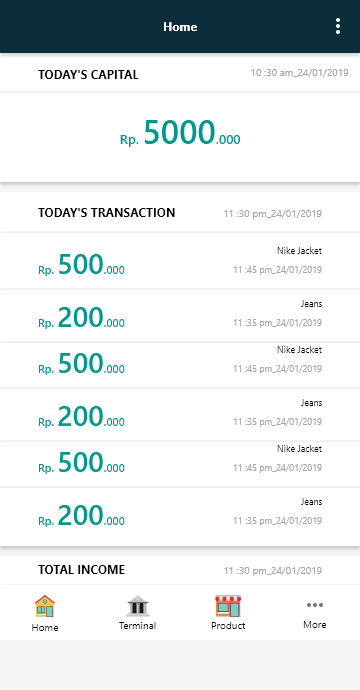 Home
TODAY'S CAPITAL 10 :30 am_24/01/2019
Rp. 5000.000
TODAY'S TRANSACTION 11 :30 pm_24/01/2019
Nike Jacket
Rp. 500.000 11 :45 pm_24/01/2019
Jeans
Rp. 200.000 11 :35 pm_24/01/2019
Nike Jacket
Rp. 500.000 11 :45 pm_24/01/2019
Jeans
Rp. 200.000 11 :35 pm_24/01/2019
Nike Jacket
Rp. 500.000 11 :45 pm_24/01/2019
Jeans
Rp. 200.000 11 :35 pm_24/01/2019
TOTAL INCOME 11 :30 pm_24/01/2019
Home Terminal Product More